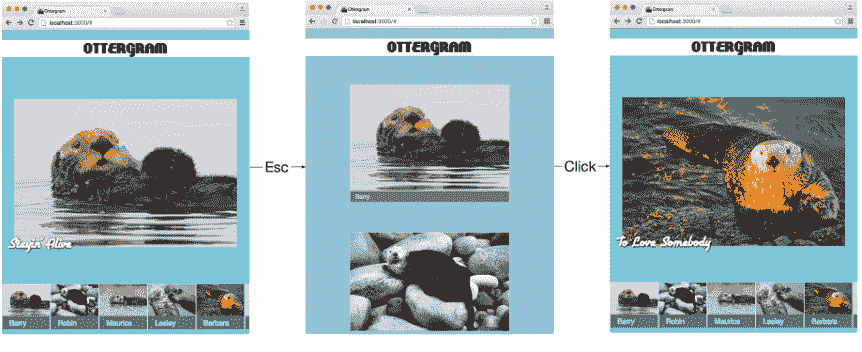 Ottergram
localhost:3000/#
OTTERGRAM
Stayin' Alive
Barry
Robin
Maurice
Lesley
Barbara
Esc
Ottergram
localhost:3000/#
OTTERGRAM
Barry
Click
Ottergram
localhost:3000/#
OTTERGRAM
To Love Somebody
Barry
Robin
Maurice
Lesley
Barbara